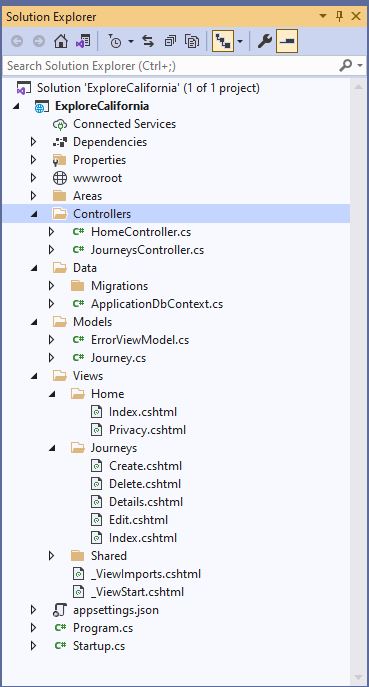 Solution Explorer
Search Solution Explorer (Ctrl+;)
Solution 'ExploreCalifornia' (1 of 1 project)
ExploreCalifornia
Connected Services
Dependencies
Properties
wwwroot
Areas
Controllers
C# HomeController.cs
C# JourneysController.cs
Data
Migrations
C# ApplicationDbContext.cs
Models
C# ErrorViewModel.cs
C# Journey.cs
Views
Home
Index.cshtml
Privacy.cshtml
Journeys
Create.cshtml
Delete.cshtml
Details.cshtml
Edit.cshtml
Index.cshtml
Shared
_ViewImports.cshtml
_ViewStart.cshtml
appsettings.json
C# Program.cs
C# Startup.cs